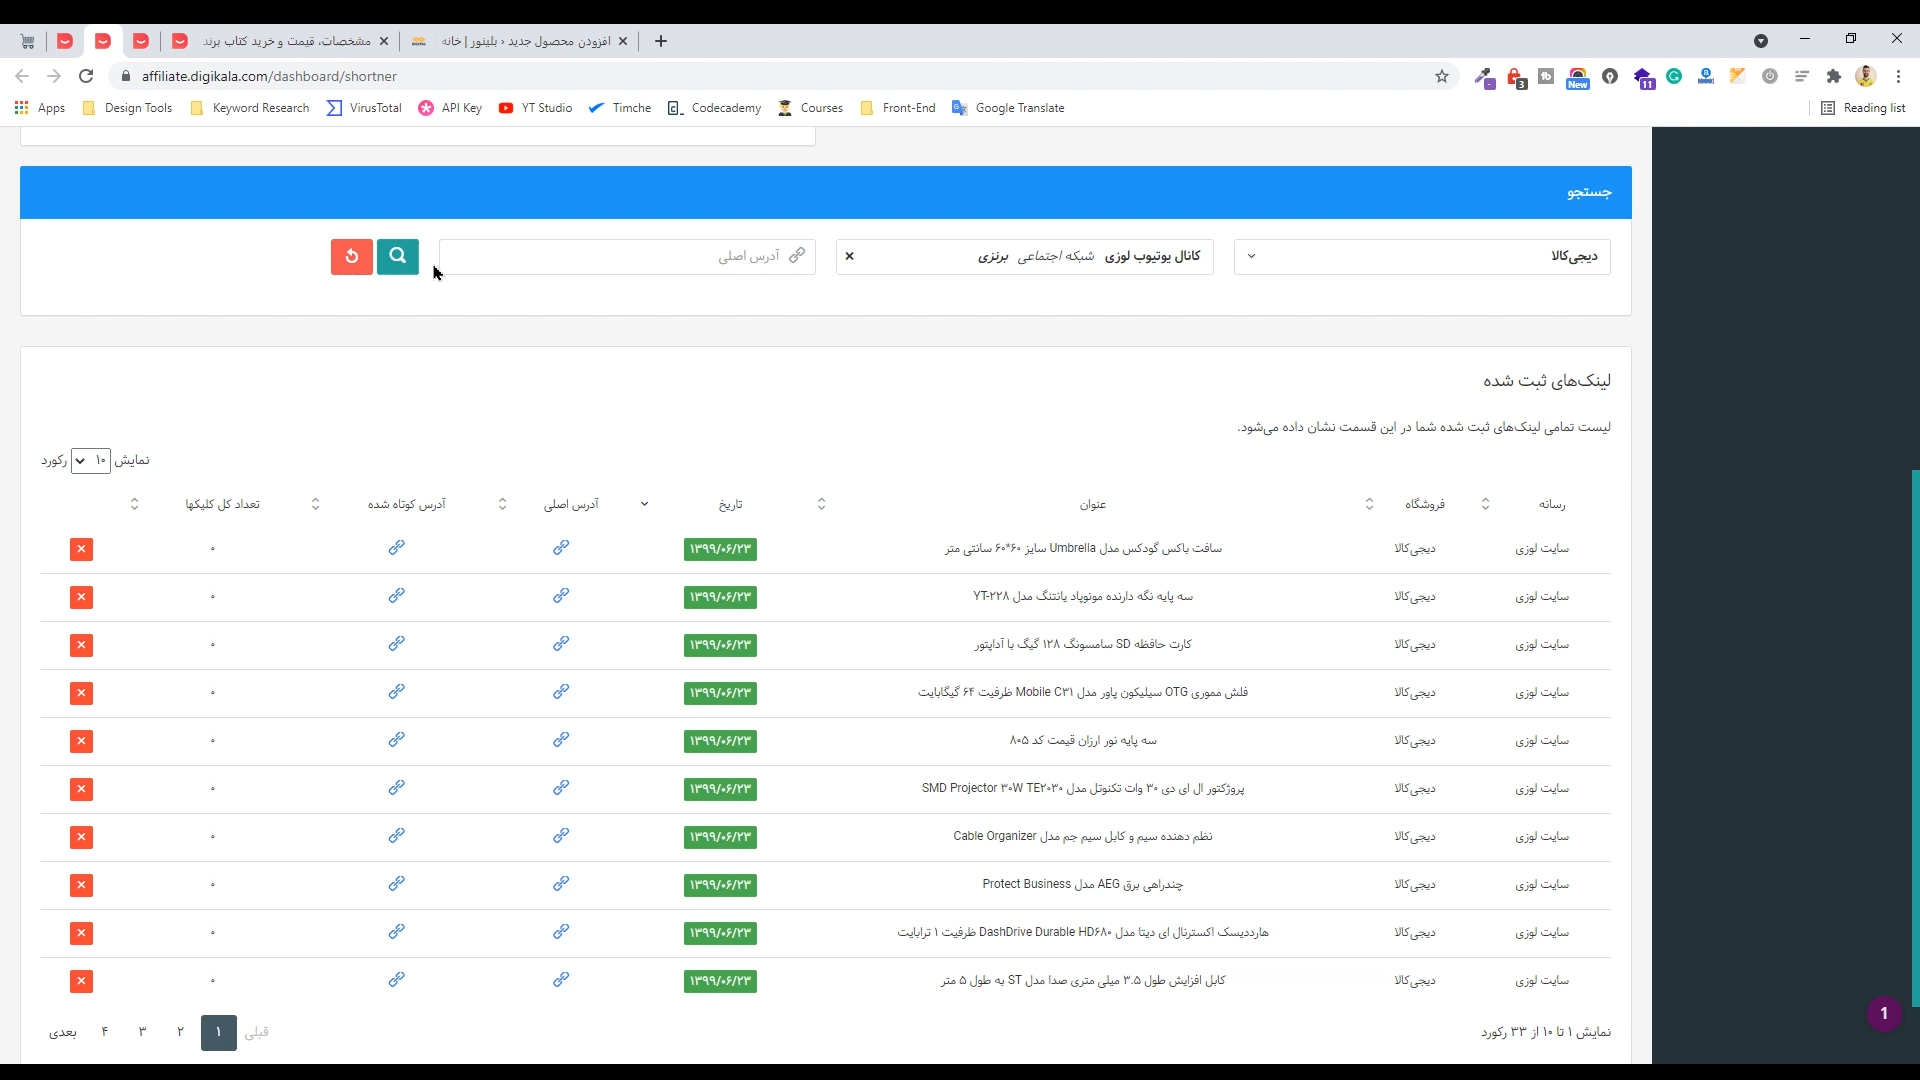 مشخصات، قیمت و خرید کتاب برند
افزودن محصول جدید ‹ بلینور | خانه
affiliate.digikala.com/dashboard/shortner
3
New
11
Apps
Design Tools
Keyword Research
VirusTotal
API Key
YT Studio
Timche
Codecademy
Courses
Front-End
Google Translate
Reading list
جستجو
دیجی‌کالا
کانال یوتیوب لوزی شبکه اجتماعی برنزی
آدرس اصلی
لینک‌های ثبت شده
لیست تمامی لینک‌های ثبت شده شما در این قسمت نشان داده می‌شود.
نمایش ۱۰ رکورد
رسانه فروشگاه عنوان تاریخ آدرس اصلی آدرس کوتاه شده تعداد کل کلیکها
سایت لوزی دیجی‌کالا سافت باکس گودکس مدل Umbrella سایز ۶۰*۶۰ سانتی متر ۱۳۹۹/۰۶/۲۳ ۰
سایت لوزی دیجی‌کالا سه پایه نگه دارنده مونوپاد یانتنگ مدل YT-۲۲۸ ۱۳۹۹/۰۶/۲۳ ۰
سایت لوزی دیجی‌کالا کارت حافظه SD سامسونگ ۱۲۸ گیگ با آداپتور ۱۳۹۹/۰۶/۲۳ ۰
سایت لوزی دیجی‌کالا فلش مموری OTG سیلیکون پاور مدل Mobile C۳۱ ظرفیت ۶۴ گیگابایت ۱۳۹۹/۰۶/۲۳ ۰
سایت لوزی دیجی‌کالا سه پایه نور ارزان قیمت کد ۸۰۵ ۱۳۹۹/۰۶/۲۳ ۰
سایت لوزی دیجی‌کالا پروژکتور ال ای دی ۳۰ وات تکنوتل مدل SMD Projector ۳۰W TE۲۰۳۰ ۱۳۹۹/۰۶/۲۳ ۰
سایت لوزی دیجی‌کالا نظم دهنده سیم و کابل سیم جم مدل Cable Organizer ۱۳۹۹/۰۶/۲۳ ۰
سایت لوزی دیجی‌کالا چندراهی برق AEG مدل Protect Business ۱۳۹۹/۰۶/۲۳ ۰
سایت لوزی دیجی‌کالا هارددیسک اکسترنال ای دیتا مدل DashDrive Durable HD۶۸۰ ظرفیت ۱ ترابایت ۱۳۹۹/۰۶/۲۳ ۰
سایت لوزی دیجی‌کالا کابل افزایش طول ۳.۵ میلی متری صدا مدل ST به طول ۵ متر ۱۳۹۹/۰۶/۲۳ ۰
نمایش ۱ تا ۱۰ از ۳۳ رکورد
قبلی ۱ ۲ ۳ ۴ بعدی
1